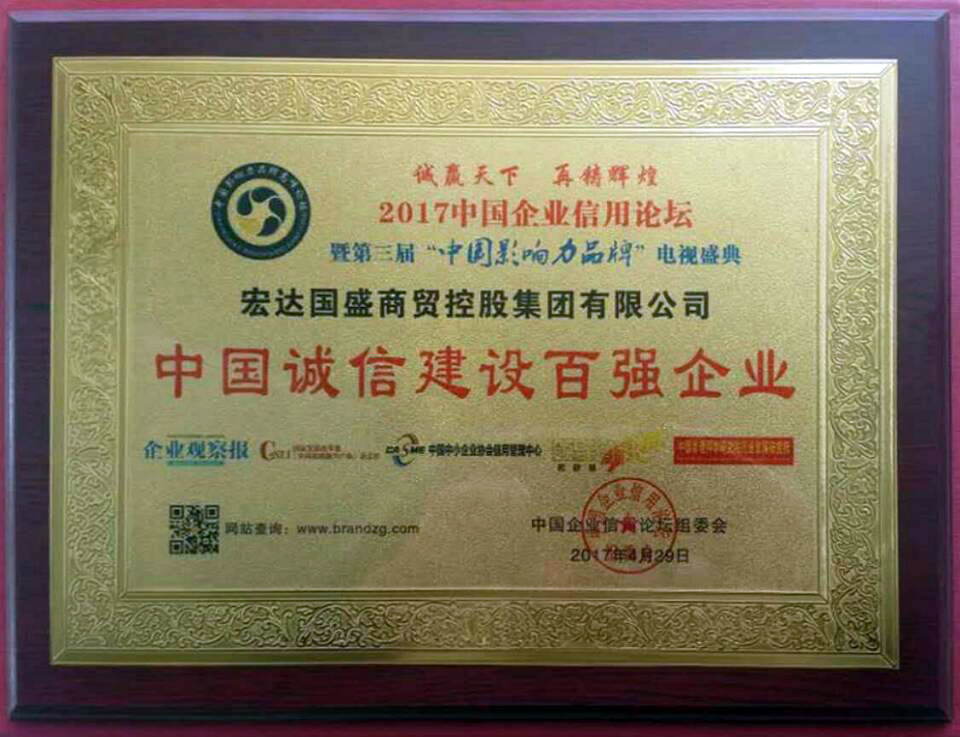 诚赢天下 再铸辉煌
2017中国企业信用论坛
暨第三届“中国影响力品牌”电视盛典
宏达国盛商贸控股集团有限公司
中国诚信建设百强企业
企业观察报
CASME 中国中小企业协会信用管理中心
网站查询：www.brandzg.com
中国企业信用论坛组委会
2017年4月29日